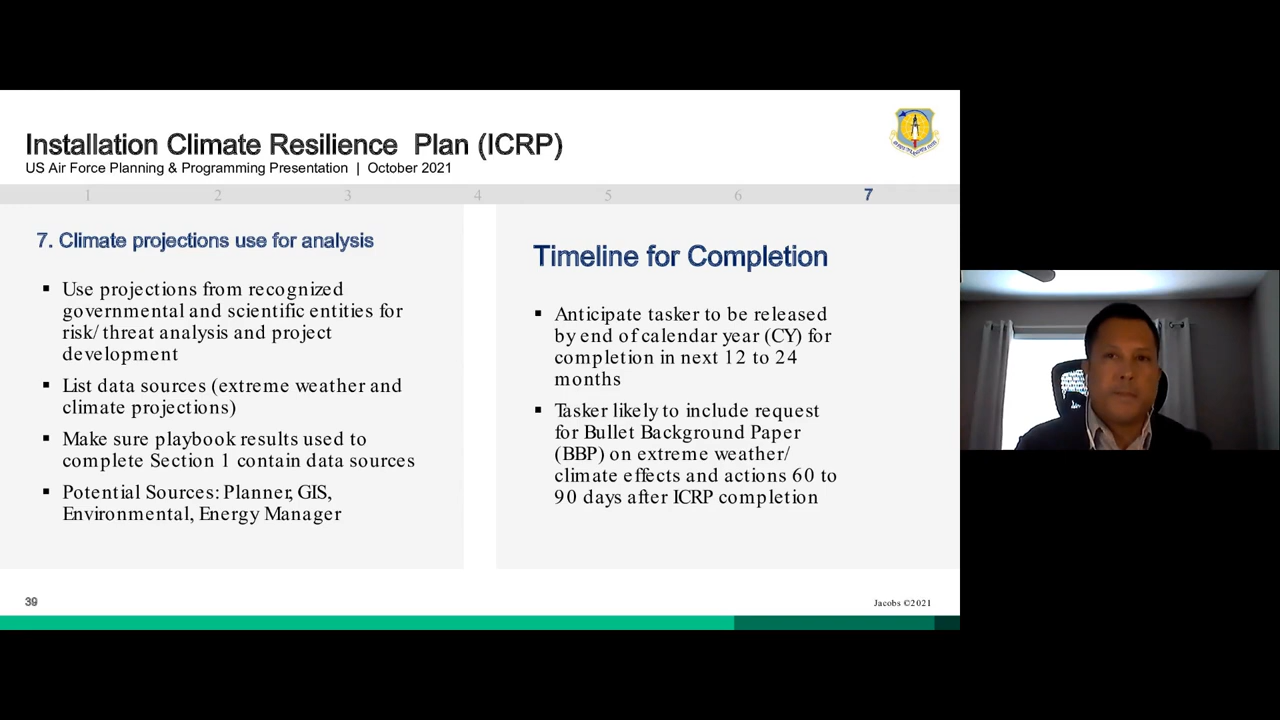 Installation Climate Resilience Plan (ICRP)
US Air Force Planning & Programming Presentation | October 2021
1 2 3 4 5 6 7
7. Climate projections use for analysis
▪ Use projections from recognized
governmental and scientific entities for
risk/ threat analysis and project
development
▪ List data sources (extreme weather and
climate projections)
▪ Make sure playbook results used to
complete Section 1 contain data sources
▪ Potential Sources: Planner, GIS,
Environmental, Energy Manager
Timeline for Completion
▪ Anticipate tasker to be released
by end of calendar year (CY) for
completion in next 12 to 24
months
▪ Tasker likely to include request
for Bullet Background Paper
(BBP) on extreme weather/
climate effects and actions 60 to
90 days after ICRP completion
39
Jacobs ©2021